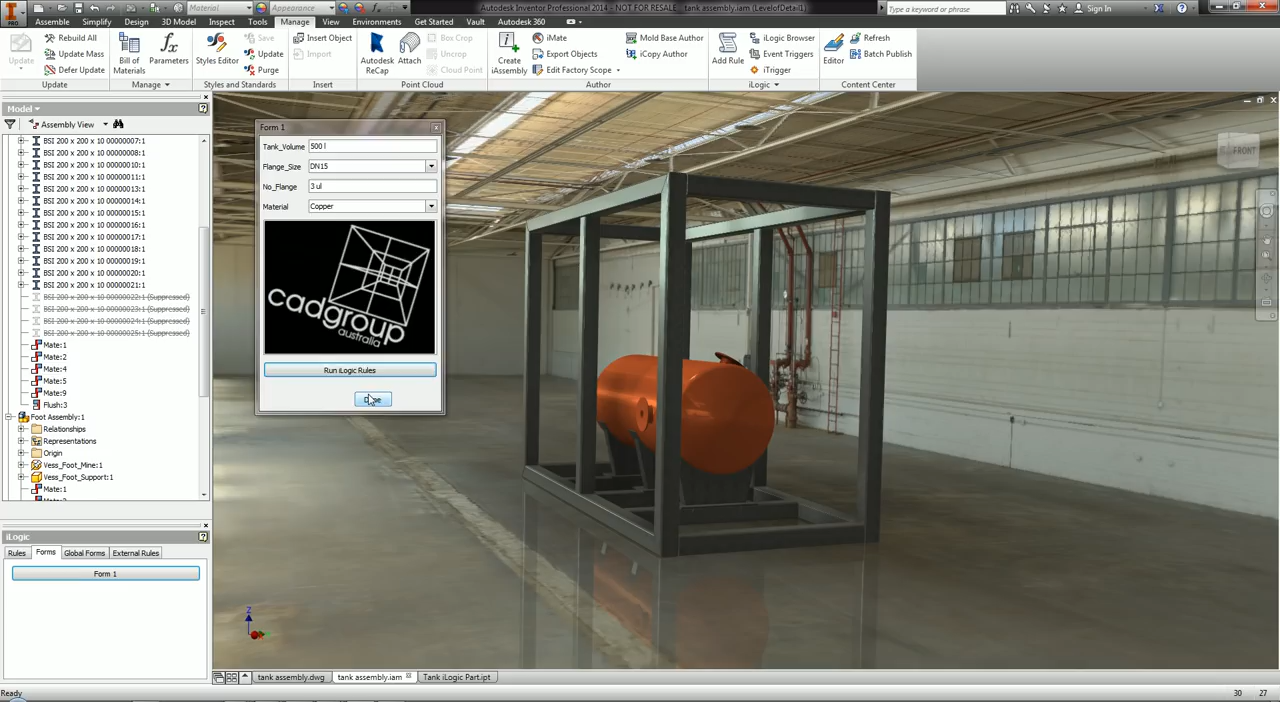 Material
Appearance
Autodesk Inventor Professional 2014 - NOT FOR RESALE   tank assembly.iam (LevelofDetail1)
Type a keyword or phrase
Sign In
PRO
Assemble
Simplify
Design
3D Model
Inspect
Tools
Manage
View
Environments
Get Started
Vault
Autodesk 360
Update
Rebuild All
Update Mass
Defer Update
Update
Bill of Materials
Parameters
Manage
Styles Editor
Save
Update
Purge
Styles and Standards
Insert Object
Import
Insert
Autodesk ReCap
Attach
Box Crop
Uncrop
Cloud Point
Point Cloud
Create iAssembly
iMate
Export Objects
Edit Factory Scope
Mold Base Author
iCopy Author
Author
Add Rule
iLogic Browser
Event Triggers
iTrigger
iLogic
Editor
Refresh
Batch Publish
Content Center
Model
Assembly View
BSI 200 x 200 x 10 00000007:1
BSI 200 x 200 x 10 00000008:1
BSI 200 x 200 x 10 00000010:1
BSI 200 x 200 x 10 00000011:1
BSI 200 x 200 x 10 00000013:1
BSI 200 x 200 x 10 00000014:1
BSI 200 x 200 x 10 00000015:1
BSI 200 x 200 x 10 00000016:1
BSI 200 x 200 x 10 00000017:1
BSI 200 x 200 x 10 00000018:1
BSI 200 x 200 x 10 00000019:1
BSI 200 x 200 x 10 00000020:1
BSI 200 x 200 x 10 00000021:1
BSI 200 x 200 x 10 00000022:1 (Suppressed)
BSI 200 x 200 x 10 00000023:1 (Suppressed)
BSI 200 x 200 x 10 00000024:1 (Suppressed)
BSI 200 x 200 x 10 00000025:1 (Suppressed)
Mate:1
Mate:2
Mate:4
Mate:5
Mate:9
Flush:3
Foot Assembly:1
Relationships
Representations
Origin
Vess_Foot_Mine:1
Vess_Foot_Support:1
Mate:1
iLogic
Rules
Forms
Global Forms
External Rules
Form 1
Form 1
Tank_Volume
500 l
Flange_Size
DN15
No_Flange
3 ul
Material
Copper
cadgroup
australia
Run iLogic Rules
FRONT
Z
tank assembly.dwg
tank assembly.iam
Tank iLogic Part.ipt
Ready
30
27